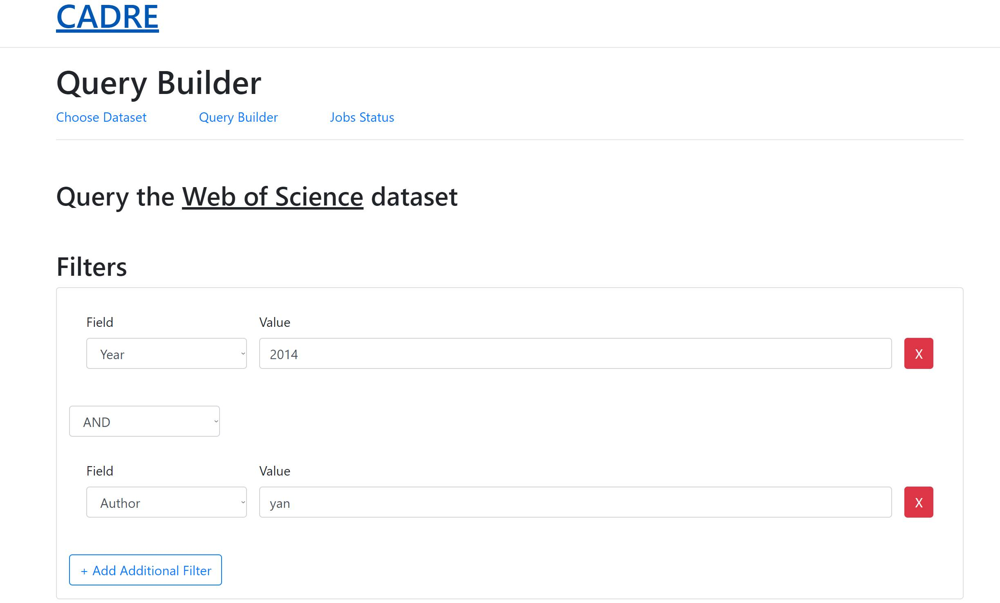 CADRE
Query Builder
Choose Dataset Query Builder Jobs Status
Query the Web of Science dataset
Filters
Field Value
Year 2014 X
AND
Field Value
Author yan X
+ Add Additional Filter